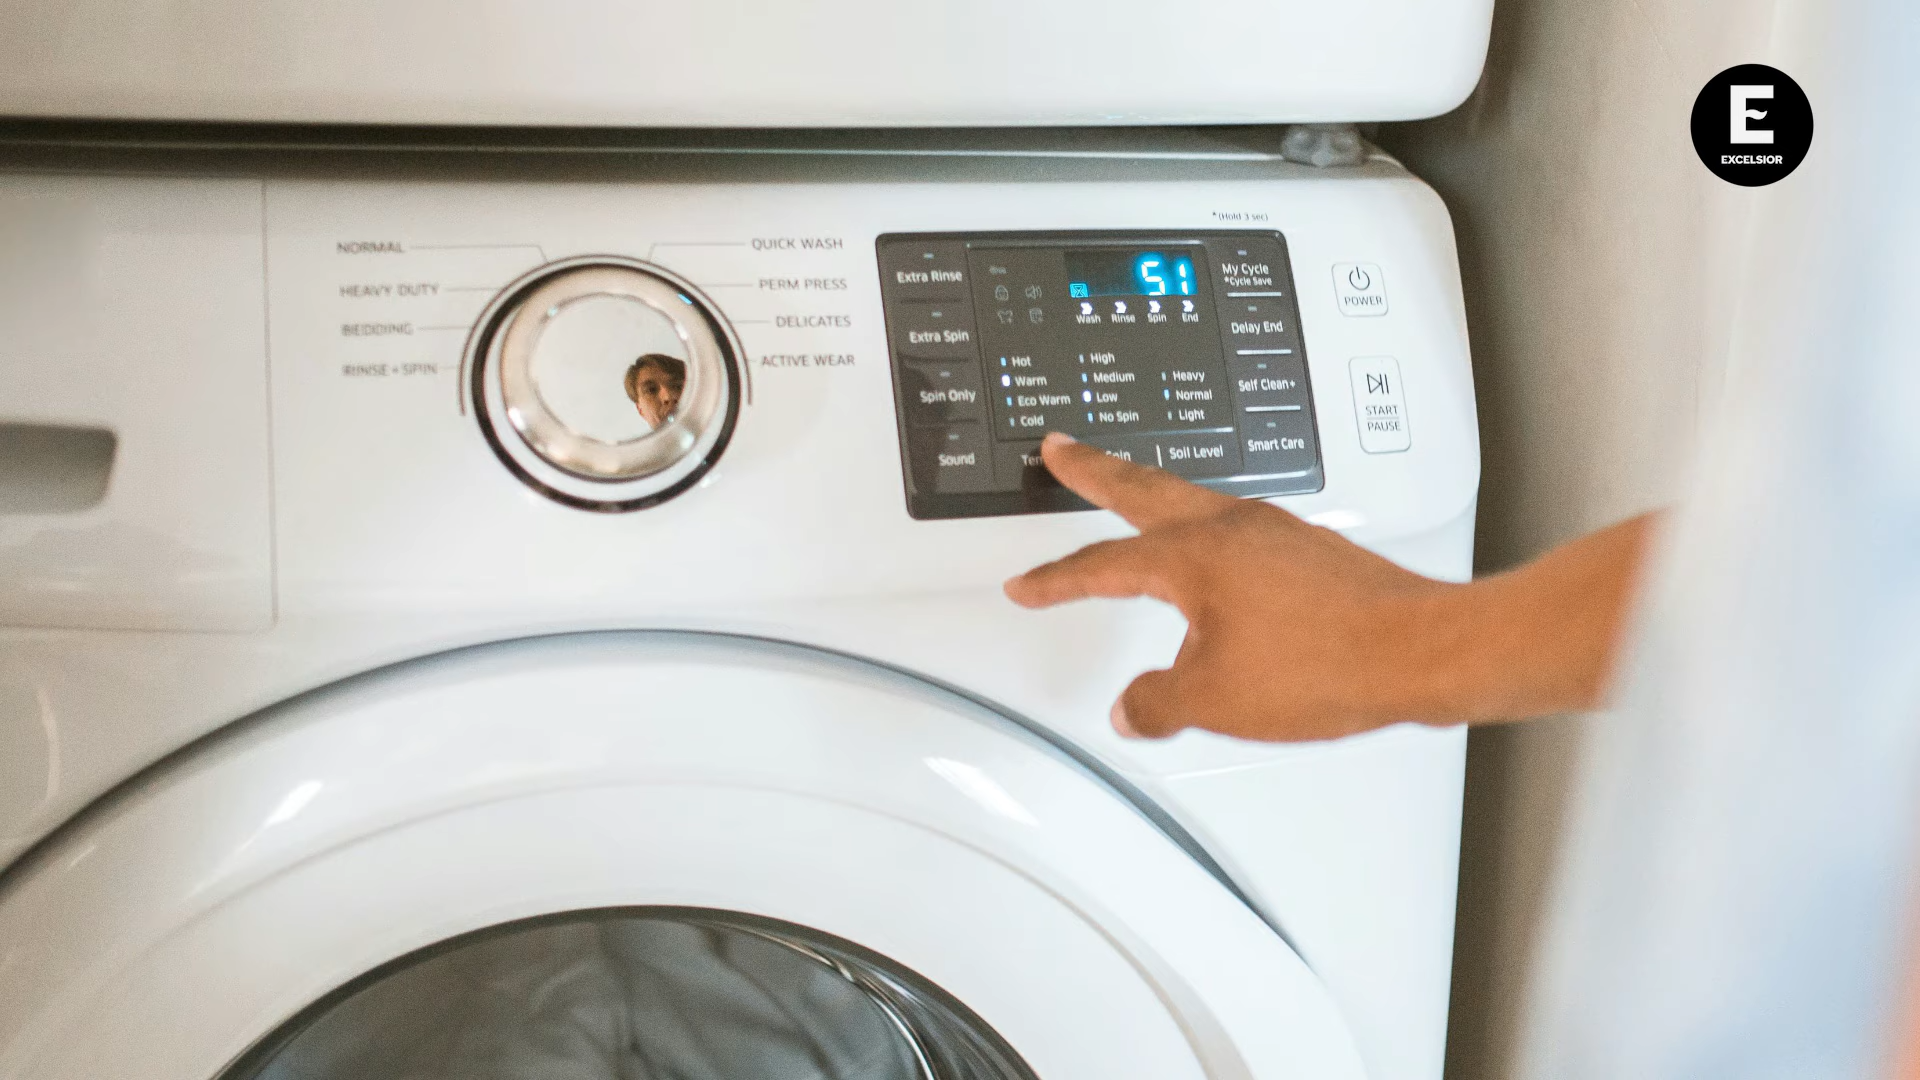 E
EXCELSIOR
NORMAL
HEAVY DUTY
BEDDING
RINSE + SPIN
QUICK WASH
PERM PRESS
DELICATES
ACTIVE WEAR
*(Hold 3 sec)
Extra Rinse
Extra Spin
Spin Only
Sound
51
Wash Rinse Spin End
Hot
Warm
Eco Warm
Cold
High
Medium
Low
No Spin
Heavy
Normal
Light
Spin
Soil Level
My Cycle
*Cycle Save
Delay End
Self Clean+
Smart Care
POWER
START
PAUSE